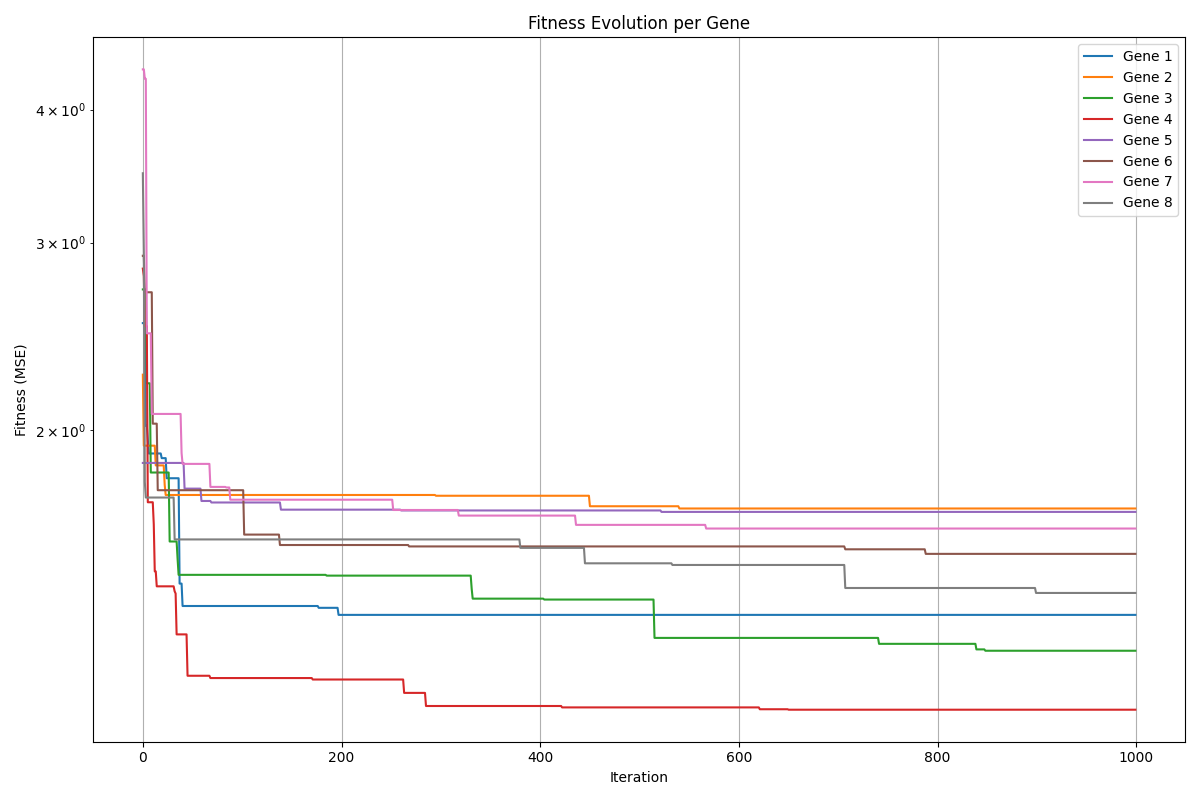 Fitness Evolution per Gene
Fitness (MSE)
4 × 10⁰
3 × 10⁰
2 × 10⁰
Gene 1
Gene 2
Gene 3
Gene 4
Gene 5
Gene 6
Gene 7
Gene 8
0 200 400 600 800 1000
Iteration